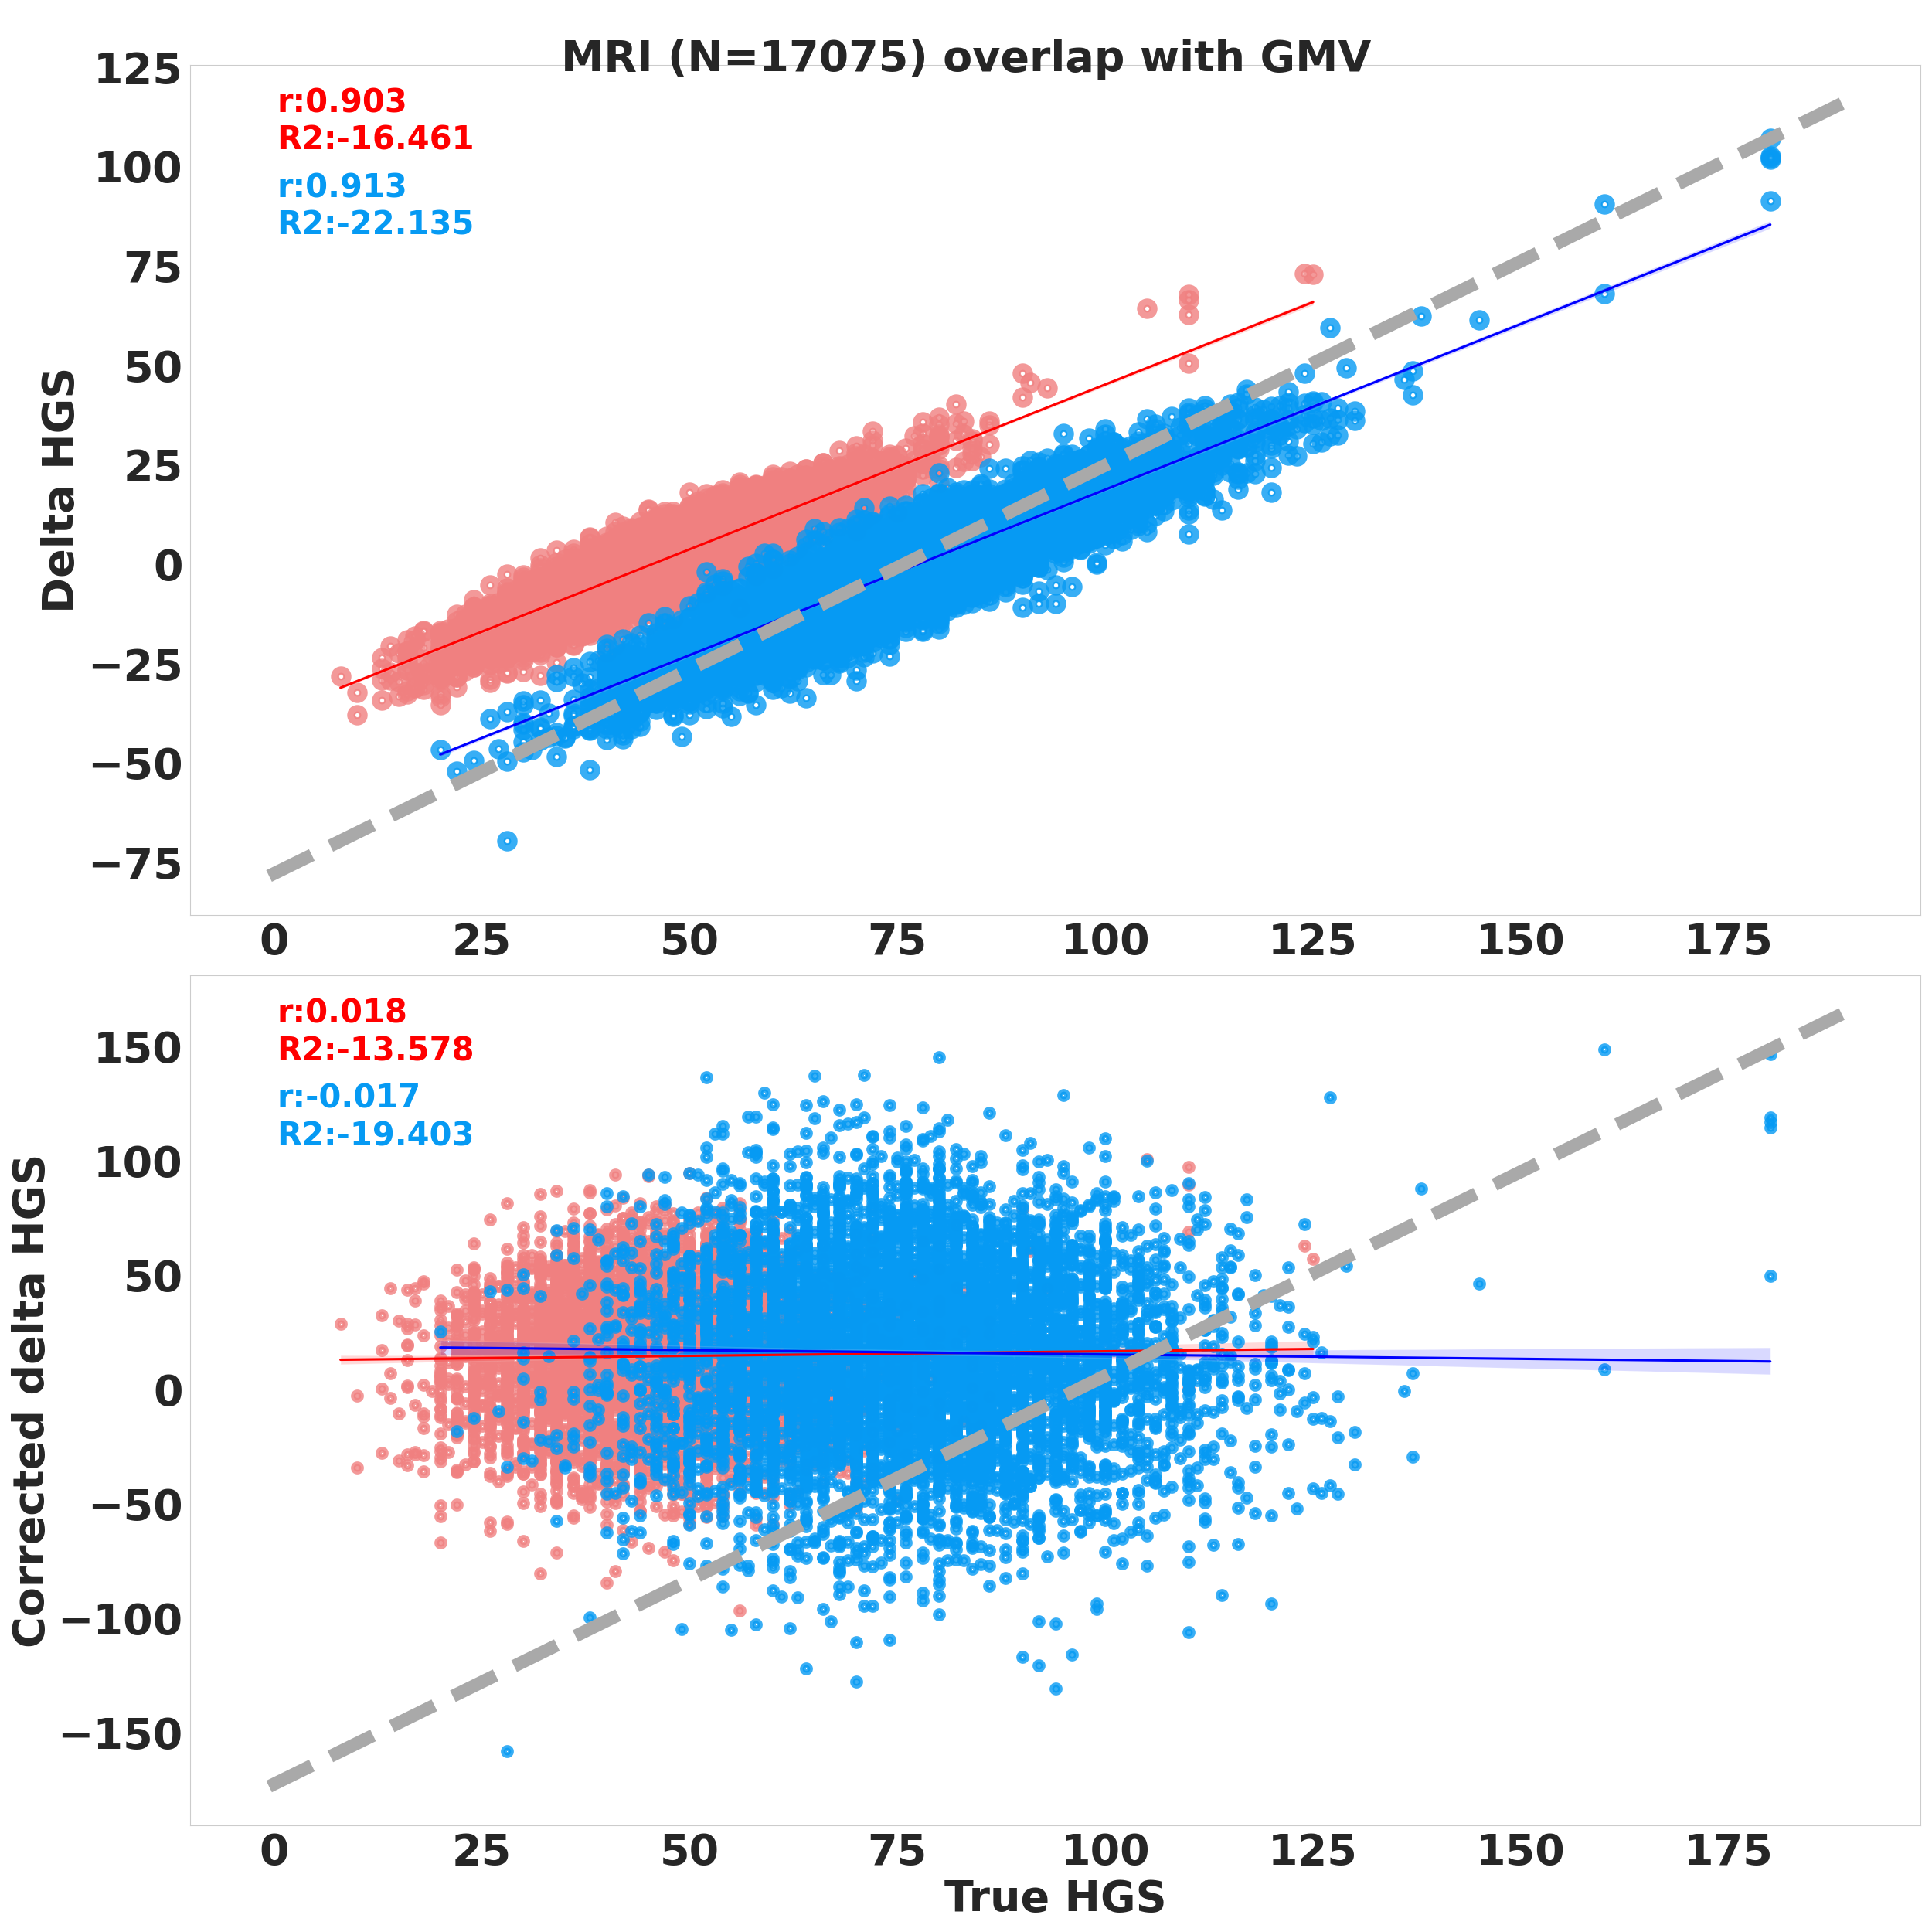 MRI (N=17075) overlap with GMV
125
100
75
50
25
0
−25
−50
−75
Delta HGS
r:0.903
R2:-16.461
r:0.913
R2:-22.135
0 25 50 75 100 125 150 175
150
100
50
0
−50
−100
−150
Corrected delta HGS
r:0.018
R2:-13.578
r:-0.017
R2:-19.403
0 25 50 75 100 125 150 175
True HGS